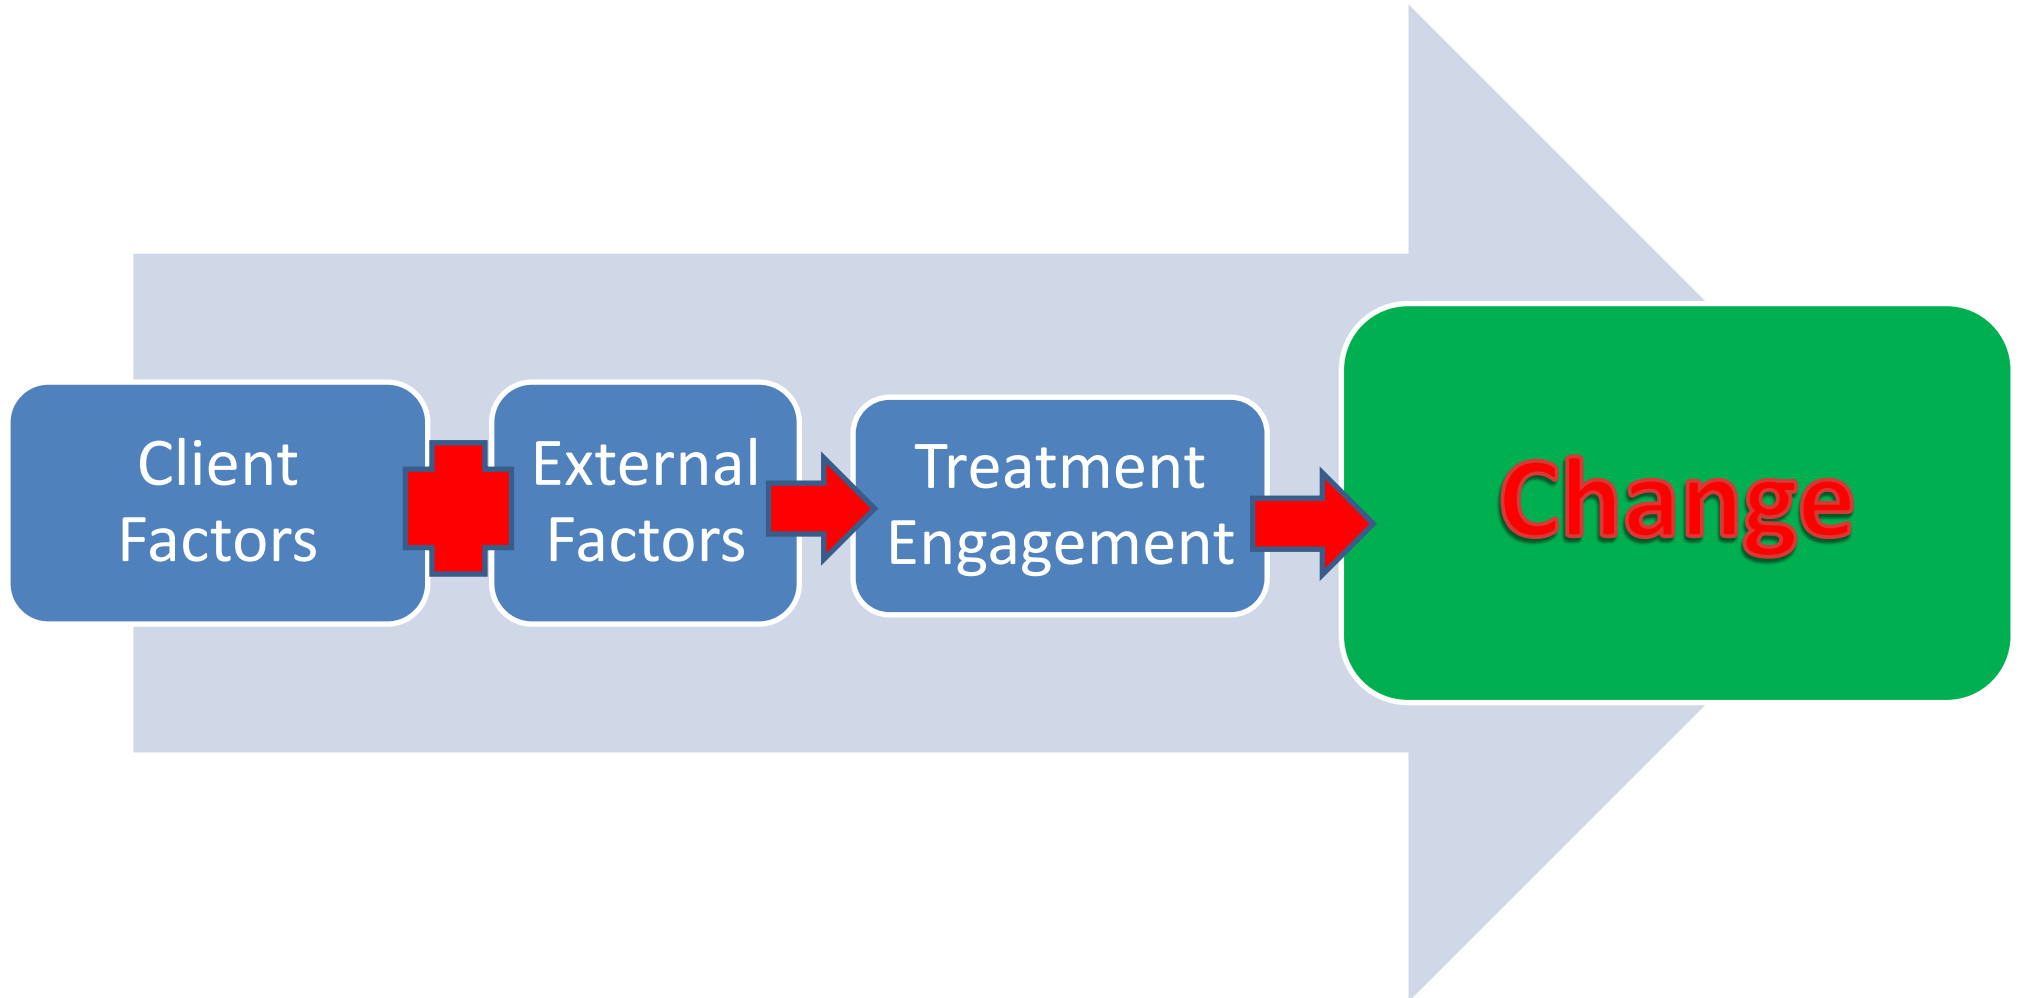 Client
Factors
External
Factors
Treatment
Engagement
Change